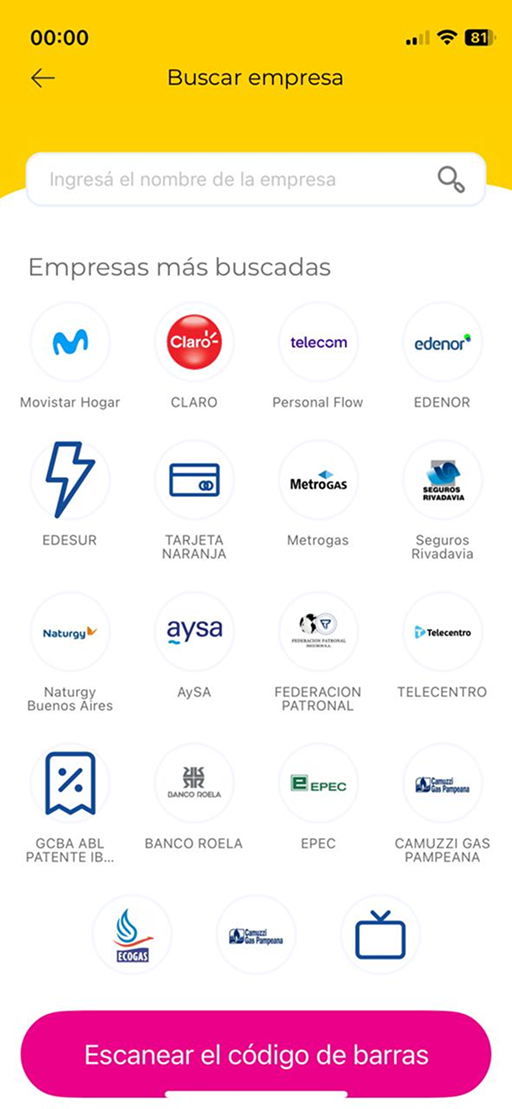 00:00
81
Buscar empresa
Ingresá el nombre de la empresa
Empresas más buscadas
Claro
telecom
edenor
Movistar Hogar
CLARO
Personal Flow
EDENOR
METROGAS
SEGUROS
RIVADAVIA
EDESUR
TARJETA
NARANJA
Metrogas
Seguros
Rivadavia
Naturgy
aysa
FEDERACION PATRONAL
Telecentro
Naturgy
Buenos Aires
AySA
FEDERACION
PATRONAL
TELECENTRO
BANCO ROELA
EPEC
Camuzzi
Gas Pampeana
GCBA ABL
PATENTE IB...
BANCO ROELA
EPEC
CAMUZZI GAS
PAMPEANA
ECOGAS
Camuzzi
Gas Pampeana
Escanear el código de barras